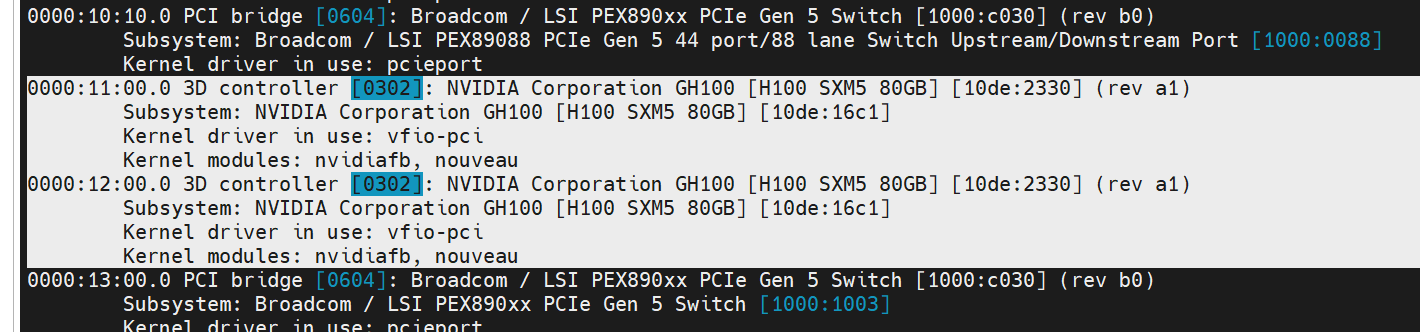 0000:10:10.0 PCI bridge [0604]: Broadcom / LSI PEX890xx PCIe Gen 5 Switch [1000:c030] (rev b0)
Subsystem: Broadcom / LSI PEX89088 PCIe Gen 5 44 port/88 lane Switch Upstream/Downstream Port [1000:0088]
Kernel driver in use: pcieport
0000:11:00.0 3D controller [0302]: NVIDIA Corporation GH100 [H100 SXM5 80GB] [10de:2330] (rev a1)
Subsystem: NVIDIA Corporation GH100 [H100 SXM5 80GB] [10de:16c1]
Kernel driver in use: vfio-pci
Kernel modules: nvidiafb, nouveau
0000:12:00.0 3D controller [0302]: NVIDIA Corporation GH100 [H100 SXM5 80GB] [10de:2330] (rev a1)
Subsystem: NVIDIA Corporation GH100 [H100 SXM5 80GB] [10de:16c1]
Kernel driver in use: vfio-pci
Kernel modules: nvidiafb, nouveau
0000:13:00.0 PCI bridge [0604]: Broadcom / LSI PEX890xx PCIe Gen 5 Switch [1000:c030] (rev b0)
Subsystem: Broadcom / LSI PEX890xx PCIe Gen 5 Switch [1000:1003]
Kernel driver in use: pcieport